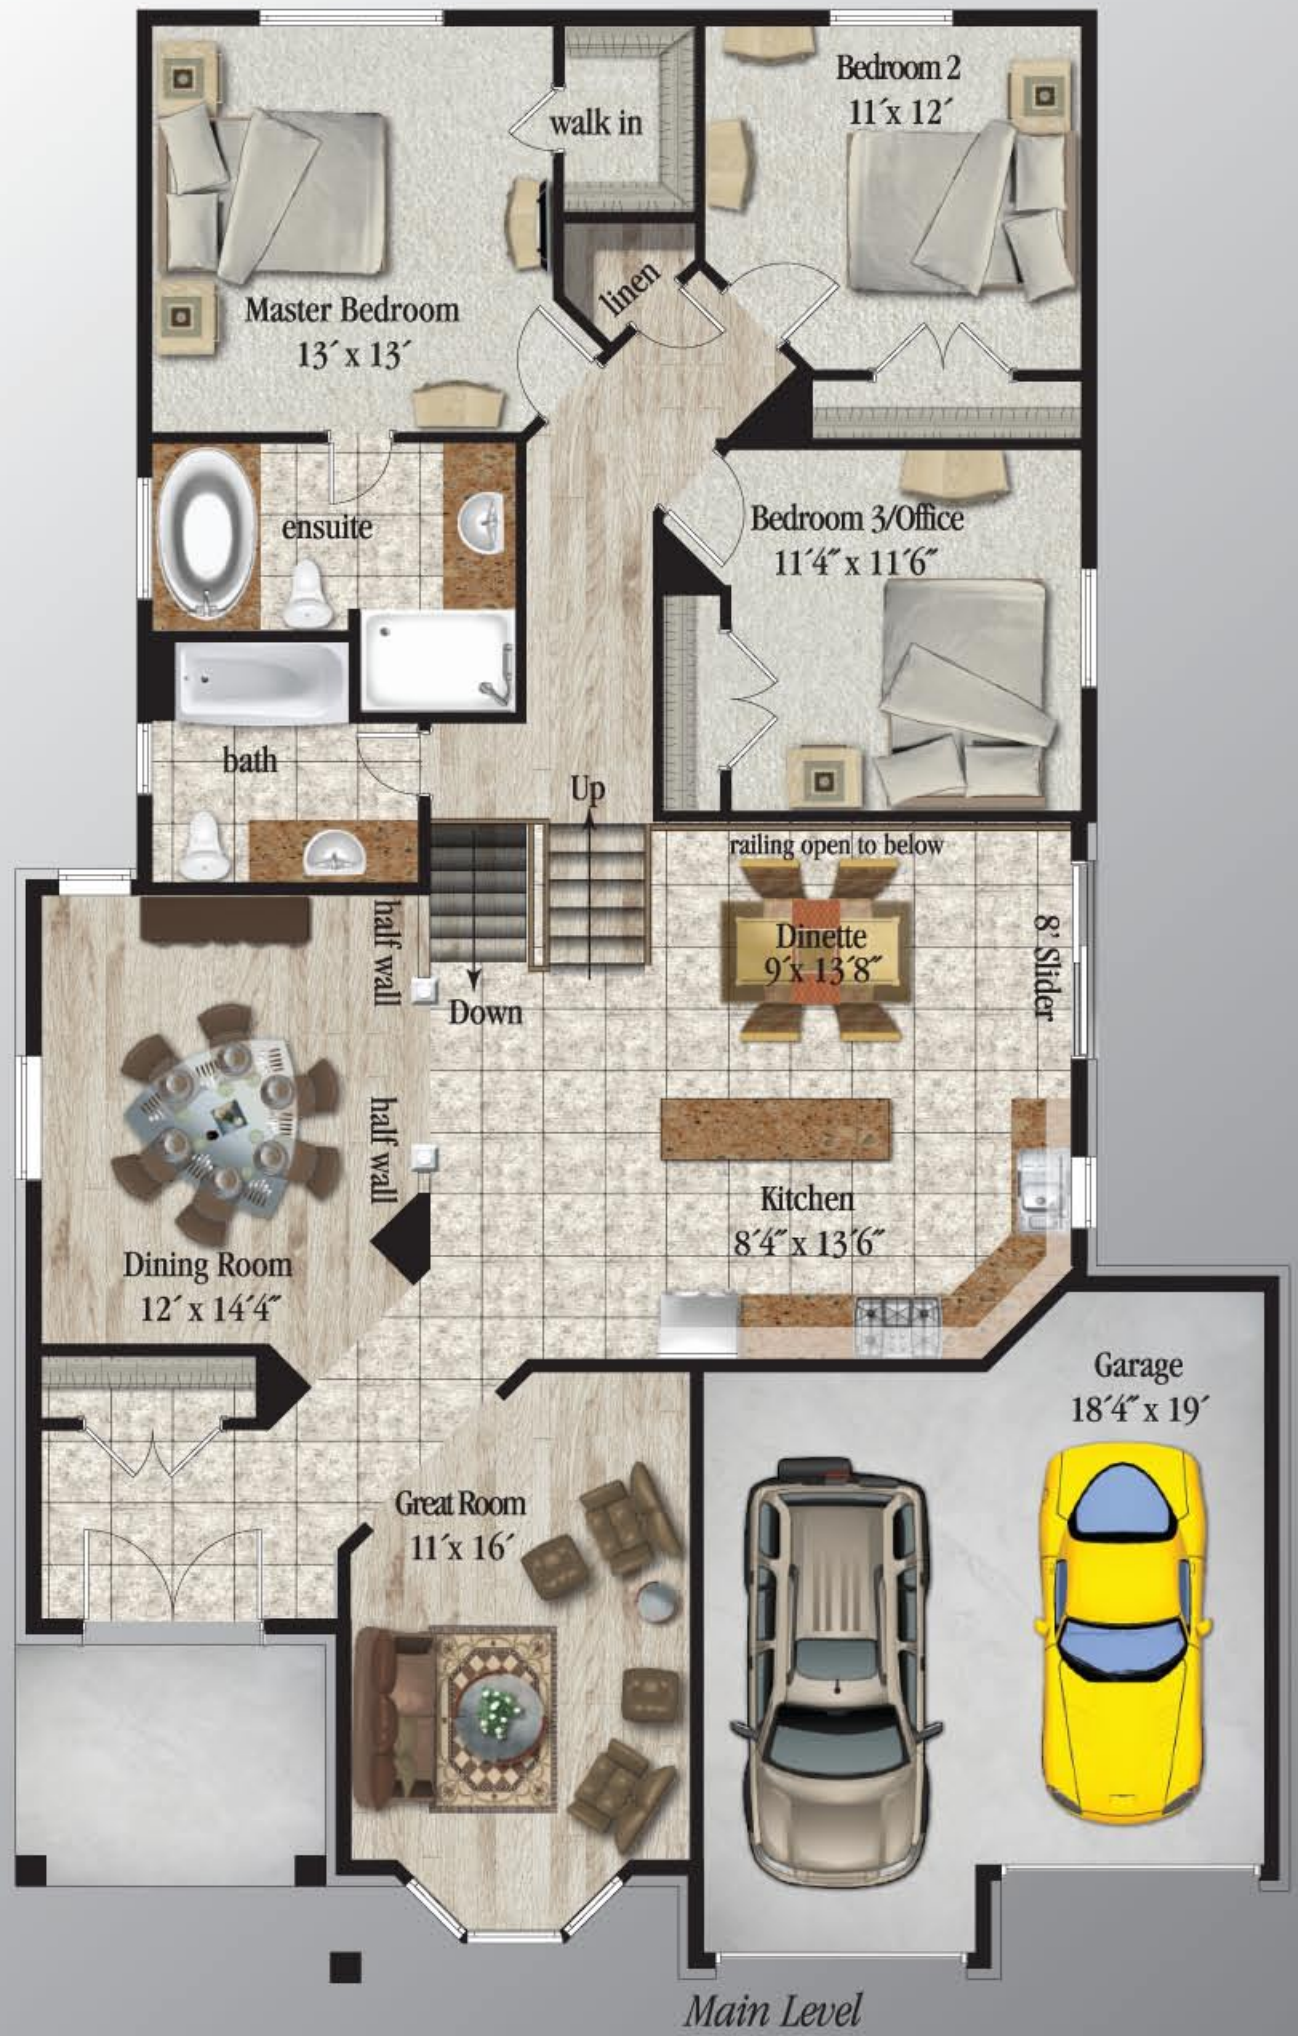 Bedroom 2
11´x 12´
walk in
linen
Master Bedroom
13´ x 13´
ensuite
Bedroom 3/Office
11´4˝ x 11´6˝
bath
Up
railing open to below
half wall
Dinette
9´x 13´8˝
8' Slider
Down
half wall
Kitchen
8´4˝ x 13´6˝
Dining Room
12´ x 14´4˝
Garage
18´4˝ x 19´
Great Room
11´x 16´
Main Level